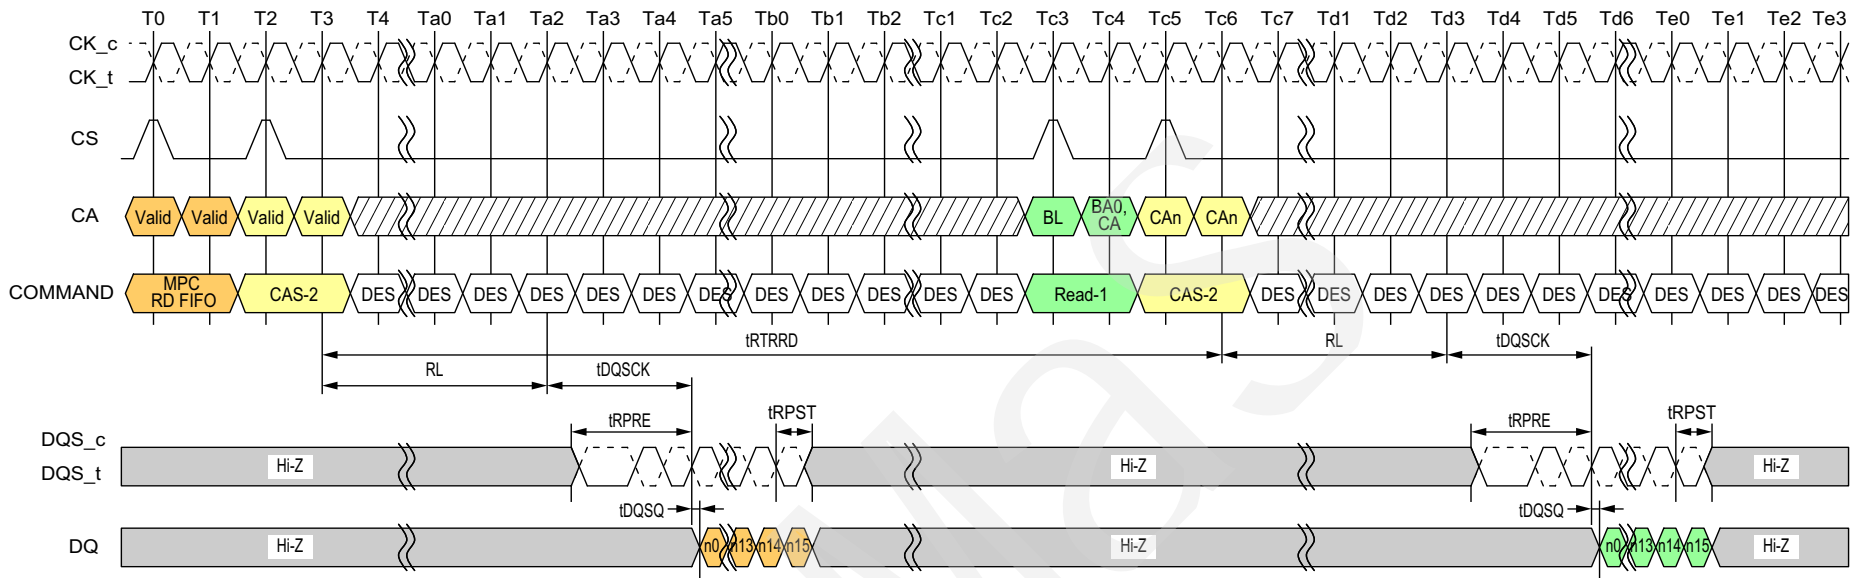 T0 T1 T2 T3 T4 Ta0 Ta1 Ta2 Ta3 Ta4 Ta5 Tb0 Tb1 Tb2 Tc1 Tc2 Tc3 Tc4 Tc5 Tc6 Tc7 Td1 Td2 Td3 Td4 Td5 Td6 Te0 Te1 Te2 Te3
CK_c
CK_t
CS
CA Valid Valid Valid Valid BL BA0, CA CAn CAn
COMMAND MPC RD FIFO CAS-2 DES DES DES DES DES DES DES DES DES DES DES DES Read-1 CAS-2 DES DES DES DES DES DES DES DES DES DES DES
tRTRRD RL tDQSCK
RL tDQSCK
tRPRE tRPST tRPRE tRPST
DQS_c
DQS_t Hi-Z Hi-Z Hi-Z
tDQSQ tDQSQ
DQ Hi-Z n0 n13 n14 n15 Hi-Z n0 n13 n14 n15 Hi-Z